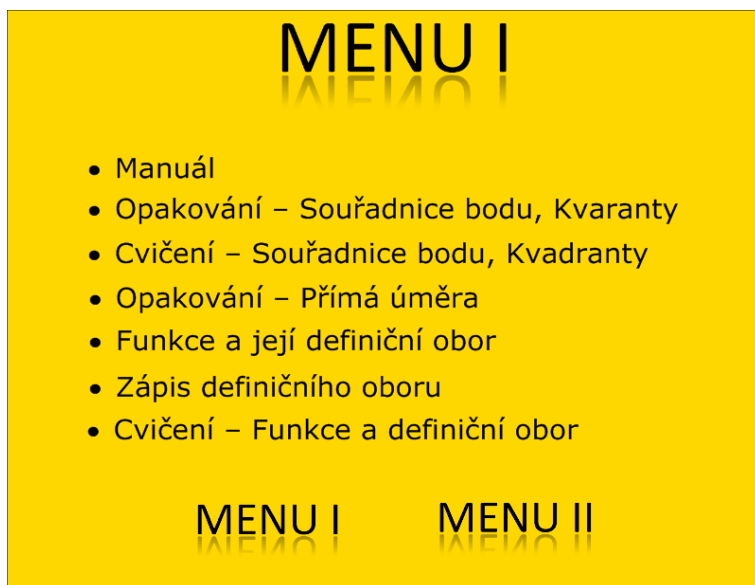 MENU I
• Manuál
• Opakování – Souřadnice bodu, Kvaranty
• Cvičení – Souřadnice bodu, Kvadranty
• Opakování – Přímá úměra
• Funkce a její definiční obor
• Zápis definičního oboru
• Cvičení – Funkce a definiční obor
MENU I MENU II